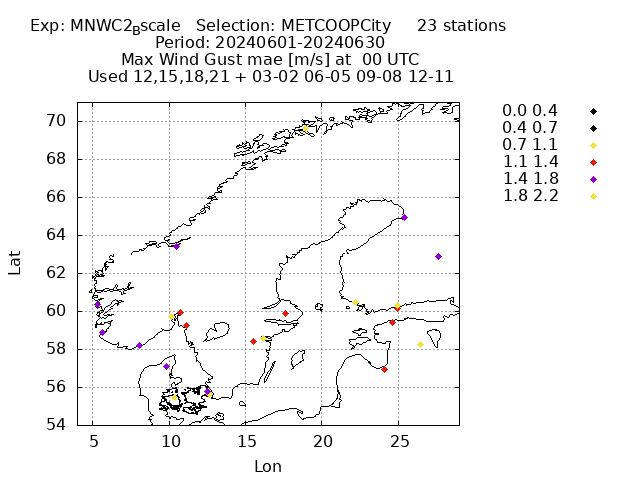 Exp: MNWC2_Bscale   Selection: METCOOPCity     23 stations
Period: 20240601-20240630
Max Wind Gust mae [m/s] at  00 UTC
Used 12,15,18,21 + 03-02 06-05 09-08 12-11
0.0 0.4
0.4 0.7
0.7 1.1
1.1 1.4
1.4 1.8
1.8 2.2
70
68
66
64
62
60
58
56
54
Lat
5 10 15 20 25
Lon